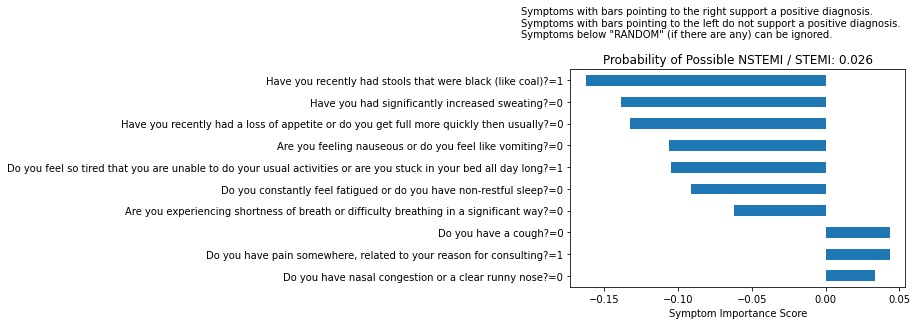 Symptoms with bars pointing to the right support a positive diagnosis.
Symptoms with bars pointing to the left do not support a positive diagnosis.
Symptoms below "RANDOM" (if there are any) can be ignored.
Probability of Possible NSTEMI / STEMI: 0.026
Have you recently had stools that were black (like coal)?=1
Have you had significantly increased sweating?=0
Have you recently had a loss of appetite or do you get full more quickly then usually?=0
Are you feeling nauseous or do you feel like vomiting?=0
Do you feel so tired that you are unable to do your usual activities or are you stuck in your bed all day long?=1
Do you constantly feel fatigued or do you have non-restful sleep?=0
Are you experiencing shortness of breath or difficulty breathing in a significant way?=0
Do you have a cough?=0
Do you have pain somewhere, related to your reason for consulting?=1
Do you have nasal congestion or a clear runny nose?=0
−0.15 −0.10 −0.05 0.00 0.05
Symptom Importance Score